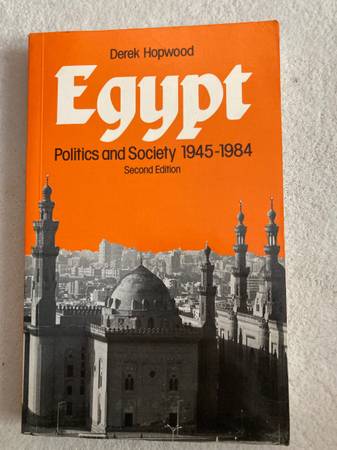 Derek Hopwood
Egypt
Politics and Society 1945-1984
Second Edition